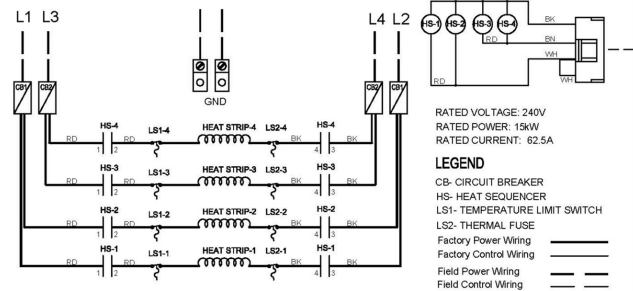 L1 L3
L4 L2
HS-1 HS-2 HS-3 HS-4
BK
RD
BN
WH
RD
WH
CB1 CB2
CB2 CB1
GND
RATED VOLTAGE: 240V
RATED POWER: 15kW
RATED CURRENT: 62.5A
LEGEND
CB- CIRCUIT BREAKER
HS- HEAT SEQUENCER
LS1- TEMPERATURE LIMIT SWITCH
LS2- THERMAL FUSE
Factory Power Wiring
Factory Control Wiring
Field Power Wiring
Field Control Wiring
HS-4 LS1-4 HEAT STRIP-4 LS2-4 HS-4
RD RD BK BK
1 2 4 3
HS-3 LS1-3 HEAT STRIP-3 LS2-3 HS-3
RD RD BK BK
1 2 4 3
HS-2 LS1-2 HEAT STRIP-2 LS2-2 HS-2
RD RD BK BK
1 2 4 3
HS-1 LS1-1 HEAT STRIP-1 LS2-1 HS-1
RD RD BK BK
1 2 4 3